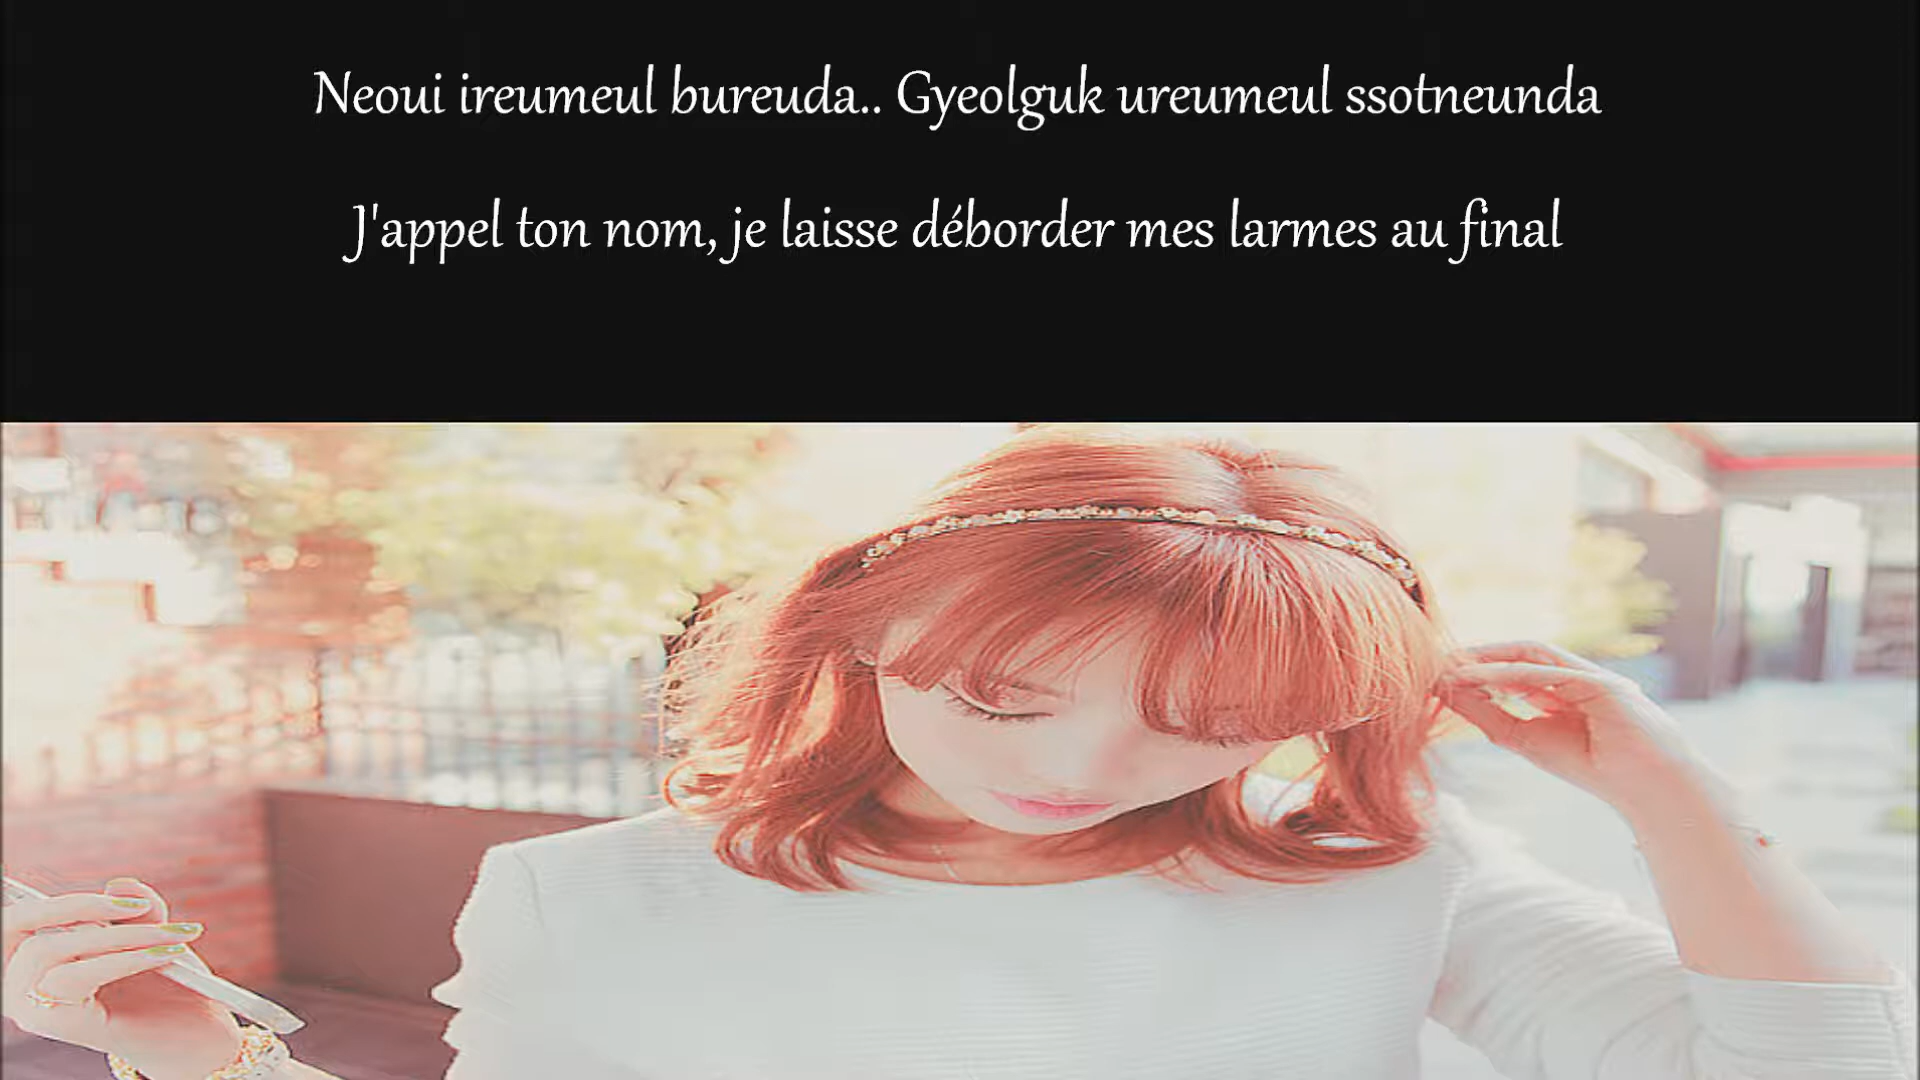 Neoui ireumeul bureuda.. Gyeolguk ureumeul ssotneunda
J'appel ton nom, je laisse déborder mes larmes au final